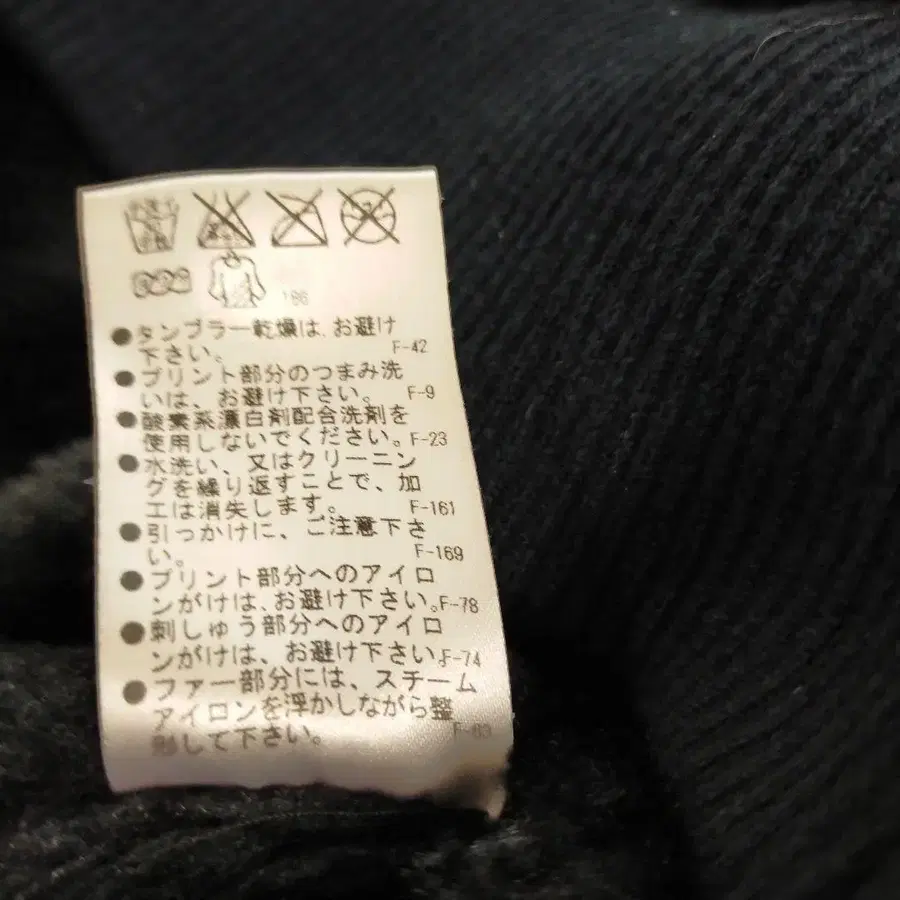 手洗イ
186
●タンブラー乾燥は、お避け
下さい。 F-42
●プリント部分のつまみ洗
いは、お避け下さい。 F-9
●酸素系漂白剤配合洗剤を
使用しないでください。F-23
●水洗い、又はクリーニン
グを繰り返すことで、加
工は消失します。 F-161
●引っかけに、ご注意下さ
い。 F-169
●プリント部分へのアイロ
ンがけは、お避け下さい。F-78
●刺しゅう部分へのアイロ
ンがけは、お避け下さい。F-74
●ファー部分には、スチーム
アイロンを浮かしながら整
形して下さい。 F-63